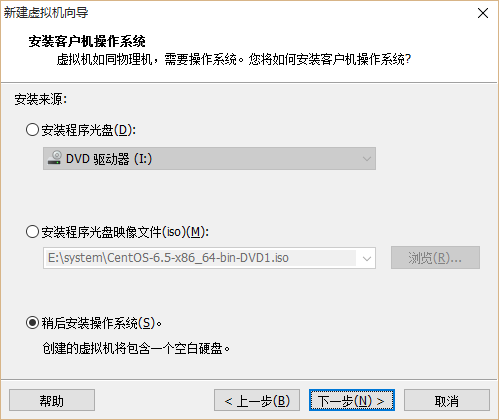 新建虚拟机向导
安装客户机操作系统
虚拟机如同物理机，需要操作系统。您将如何安装客户机操作系统?
安装来源:
安装程序光盘(D):
DVD 驱动器 (I:)
安装程序光盘映像文件(iso)(M):
E:\system\CentOS-6.5-x86_64-bin-DVD1.iso
浏览(R)...
稍后安装操作系统(S)。
创建的虚拟机将包含一个空白硬盘。
帮助
< 上一步(B)
下一步(N) >
取消